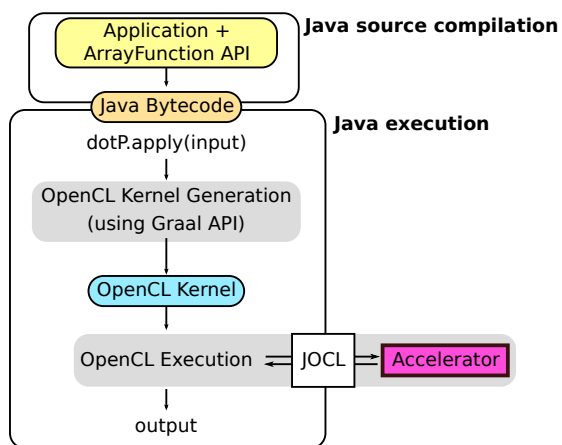 Java source compilation
Application +
ArrayFunction API
Java Bytecode
Java execution
dotP.apply(input)
OpenCL Kernel Generation
(using Graal API)
OpenCL Kernel
OpenCL Execution
JOCL
Accelerator
output